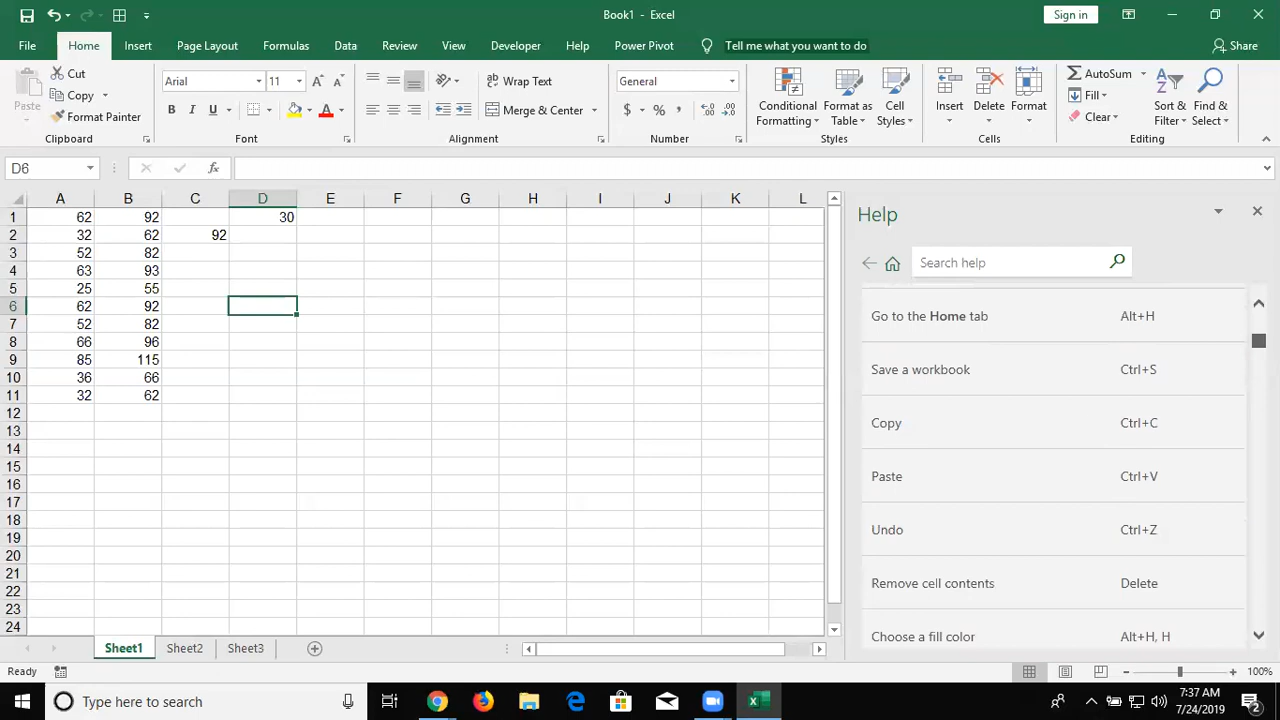 Book1 - Excel
Sign in
File Home Insert Page Layout Formulas Data Review View Developer Help Power Pivot Tell me what you want to do Share
Paste
Cut
Copy
Format Painter
Clipboard
Arial 11
B I U
Font
Wrap Text
Merge & Center
Alignment
General
$ % ,
Number
Conditional Formatting
Format as Table
Cell Styles
Styles
Insert
Delete
Format
Cells
AutoSum
Fill
Clear
Sort & Filter
Find & Select
Editing
D6
fx
A B C D E F G H I J K L
1 62 92 30
2 32 62 92
3 52 82
4 63 93
5 25 55
6 62 92
7 52 82
8 66 96
9 85 115
10 36 66
11 32 62
12
13
14
15
16
17
18
19
20
21
22
23
24
Help
Search help
Go to the Home tab Alt+H
Save a workbook Ctrl+S
Copy Ctrl+C
Paste Ctrl+V
Undo Ctrl+Z
Remove cell contents Delete
Choose a fill color Alt+H, H
Sheet1 Sheet2 Sheet3
Ready
100%
Type here to search
7:37 AM
7/24/2019
2